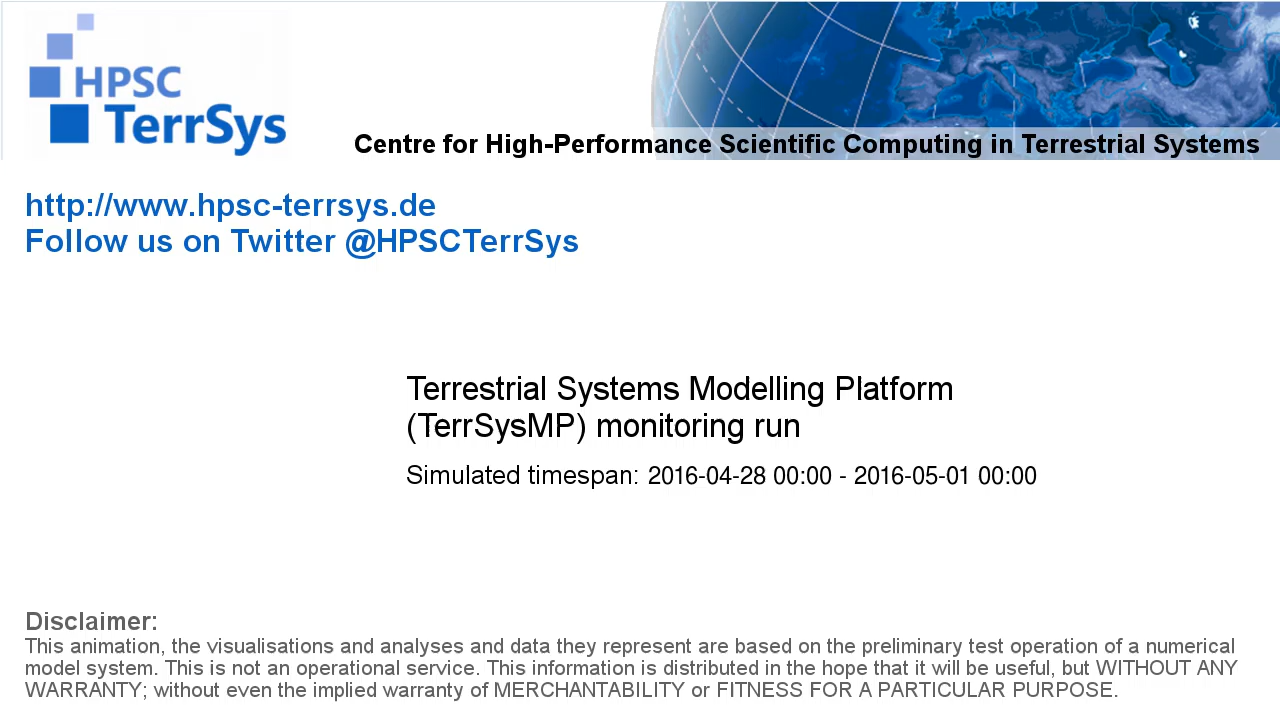 HPSC
TerrSys
Centre for High-Performance Scientific Computing in Terrestrial Systems
http://www.hpsc-terrsys.de
Follow us on Twitter @HPSCTerrSys
Terrestrial Systems Modelling Platform
(TerrSysMP) monitoring run
Simulated timespan: 2016-04-28 00:00 - 2016-05-01 00:00
Disclaimer:
This animation, the visualisations and analyses and data they represent are based on the preliminary test operation of a numerical
model system. This is not an operational service. This information is distributed in the hope that it will be useful, but WITHOUT ANY
WARRANTY; without even the implied warranty of MERCHANTABILITY or FITNESS FOR A PARTICULAR PURPOSE.